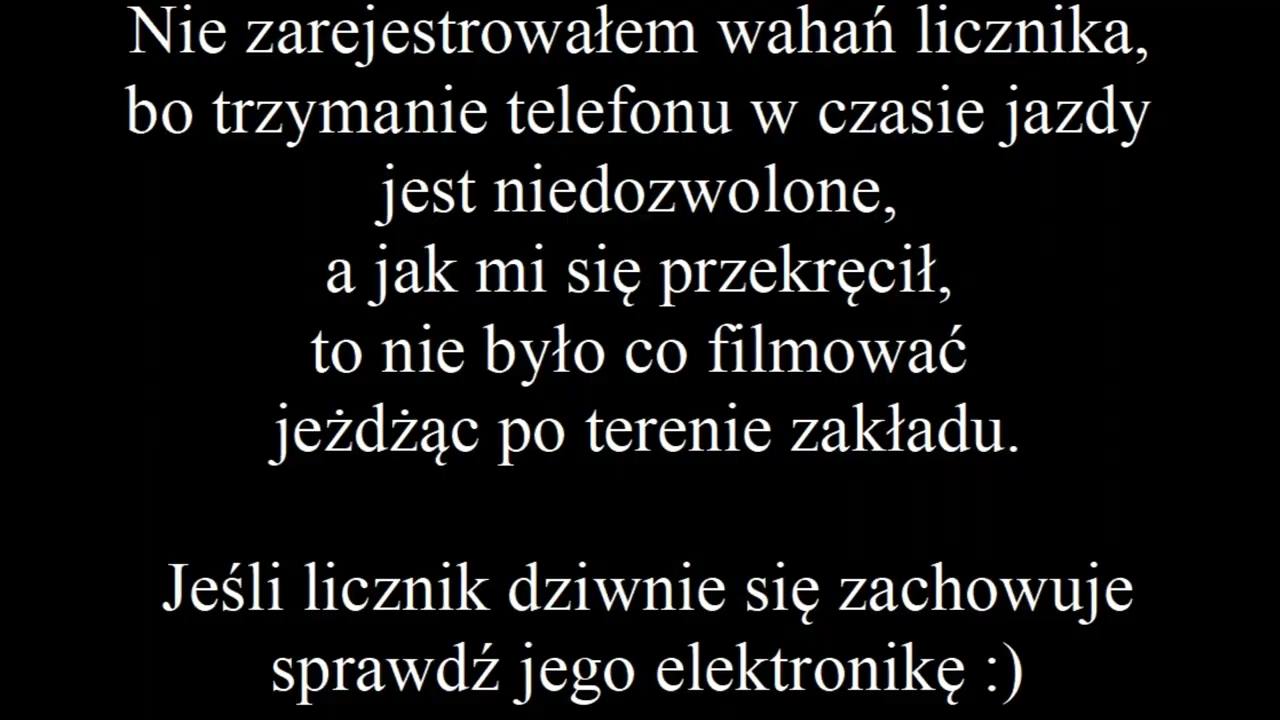 Nie zarejestrowałem wahań licznika,
bo trzymanie telefonu w czasie jazdy
jest niedozwolone,
a jak mi się przekręcił,
to nie było co filmować
jeżdżąc po terenie zakładu.
Jeśli licznik dziwnie się zachowuje
sprawdź jego elektronikę :)